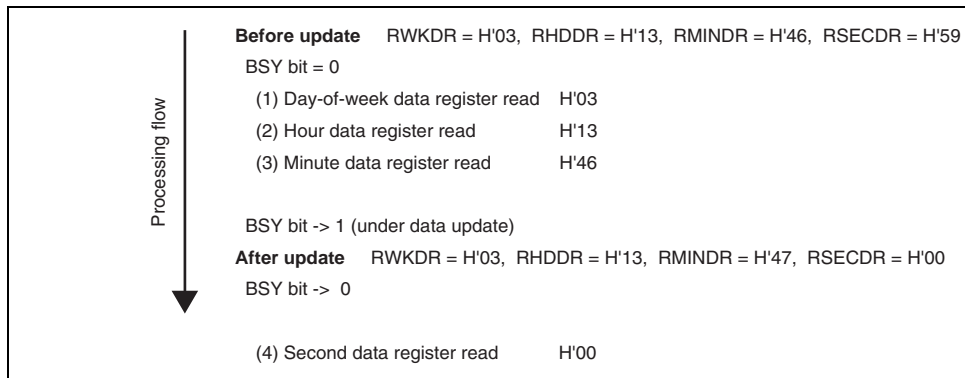 Processing flow
Before update RWKDR = H'03, RHDDR = H'13, RMINDR = H'46, RSECDR = H'59
BSY bit = 0
(1) Day-of-week data register read H'03
(2) Hour data register read H'13
(3) Minute data register read H'46
BSY bit -> 1 (under data update)
After update RWKDR = H'03, RHDDR = H'13, RMINDR = H'47, RSECDR = H'00
BSY bit -> 0
(4) Second data register read H'00